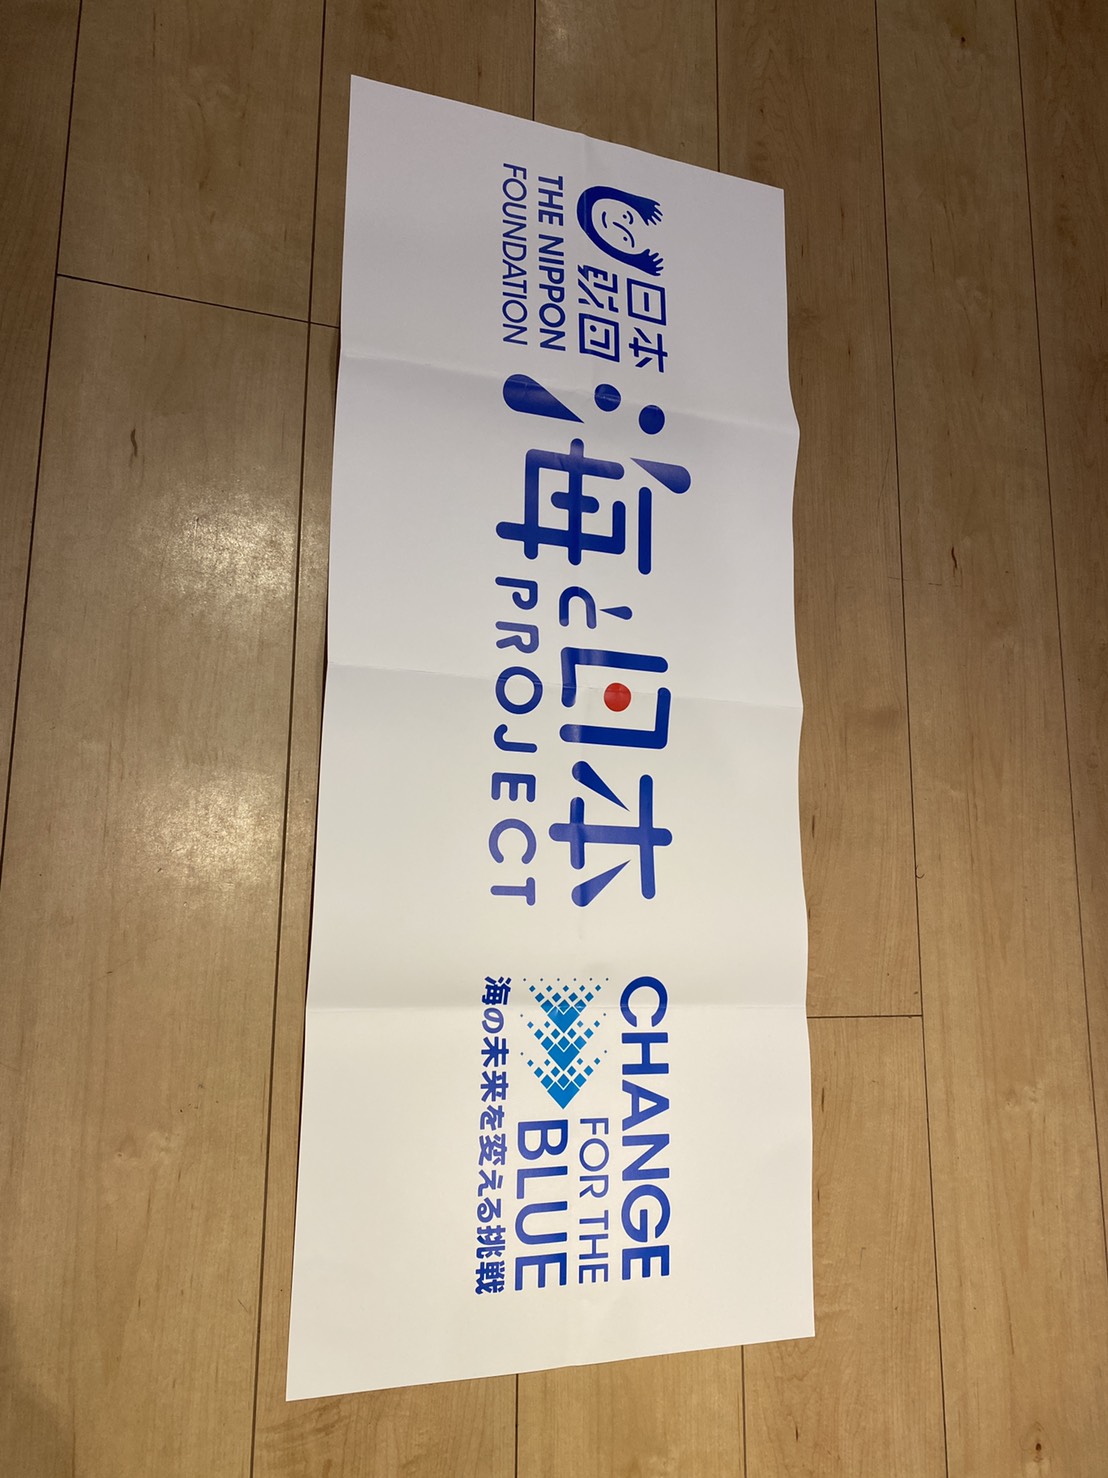 日本
財団
THE NIPPON
FOUNDATION
海と日本
PROJECT
CHANGE
FOR THE
BLUE
海の未来を変える挑戦